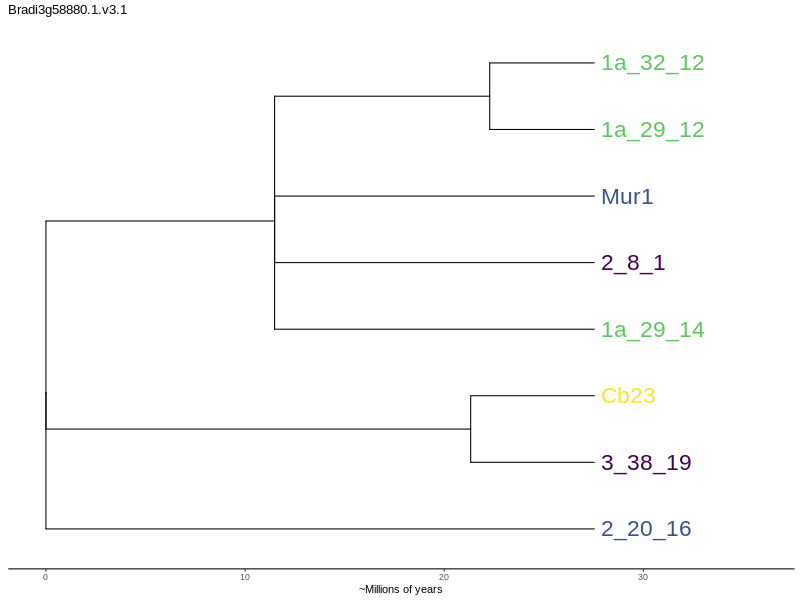 Bradi3g58880.1.v3.1
1a_32_12
1a_29_12
Mur1
2_8_1
1a_29_14
Cb23
3_38_19
2_20_16
0 10 20 30
~Millions of years